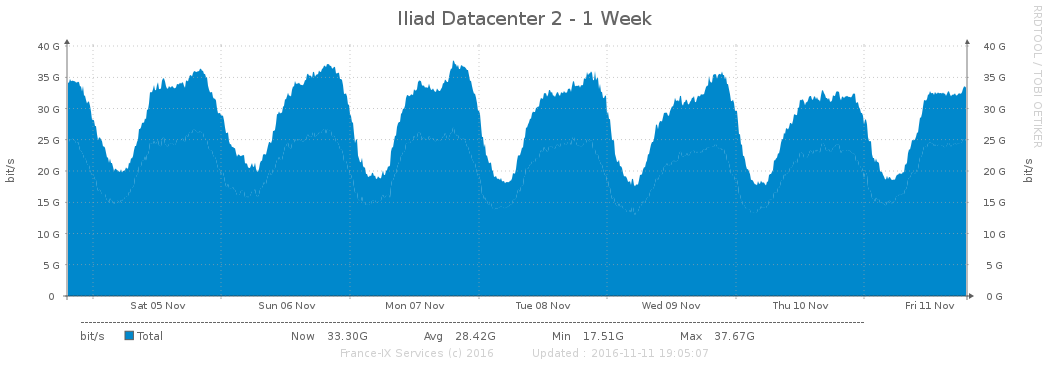 Iliad Datacenter 2 - 1 Week
RRDTOOL / TOBI OETIKER
bit/s
40 G
35 G
30 G
25 G
20 G
15 G
10 G
5 G
0
40 G
35 G
30 G
25 G
20 G
15 G
10 G
5 G
0 G
bit/s
Sat 05 Nov Sun 06 Nov Mon 07 Nov Tue 08 Nov Wed 09 Nov Thu 10 Nov Fri 11 Nov
bit/s Total Now 33.30G Avg 28.42G Min 17.51G Max 37.67G
France-IX Services (c) 2016 Updated : 2016-11-11 19:05:07